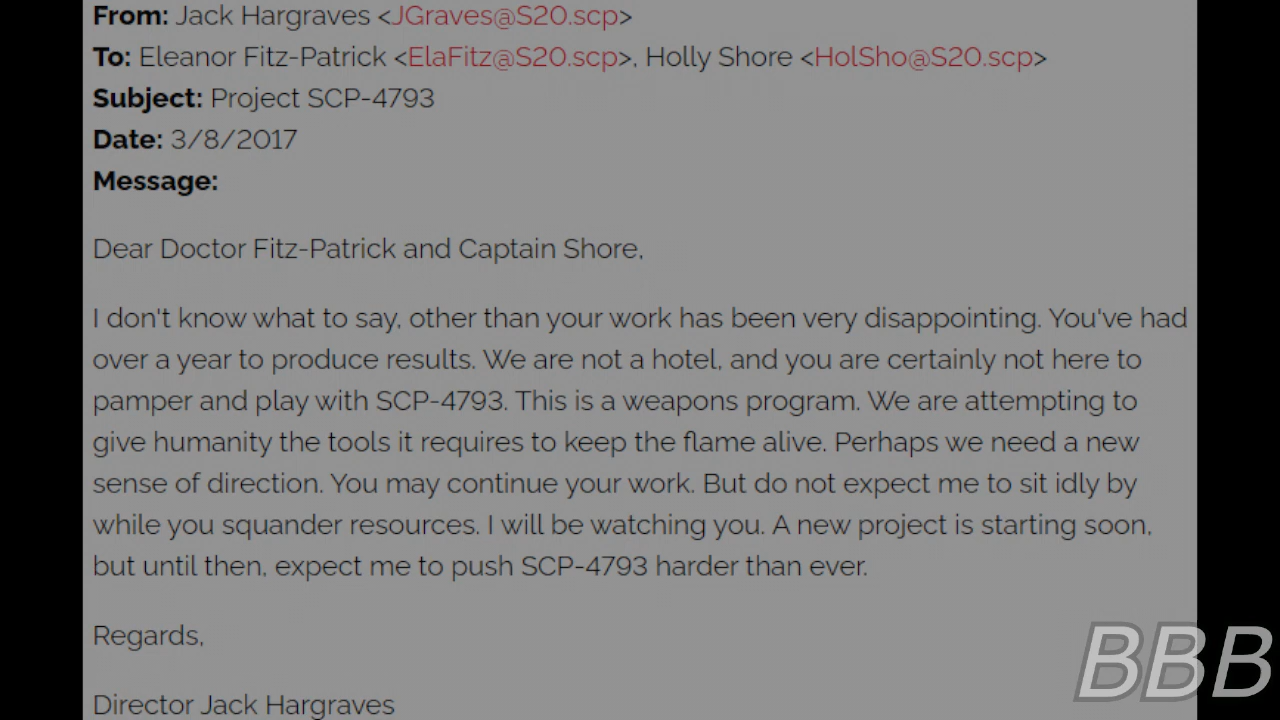 From: Jack Hargraves <JGraves@S20.scp>
To: Eleanor Fitz-Patrick <ElaFitz@S20.scp>, Holly Shore <HolSho@S20.scp>
Subject: Project SCP-4793
Date: 3/8/2017
Message:
Dear Doctor Fitz-Patrick and Captain Shore,
I don't know what to say, other than your work has been very disappointing. You've had
over a year to produce results. We are not a hotel, and you are certainly not here to
pamper and play with SCP-4793. This is a weapons program. We are attempting to
give humanity the tools it requires to keep the flame alive. Perhaps we need a new
sense of direction. You may continue your work. But do not expect me to sit idly by
while you squander resources. I will be watching you. A new project is starting soon,
but until then, expect me to push SCP-4793 harder than ever.
Regards,
Director Jack Hargraves
BBB